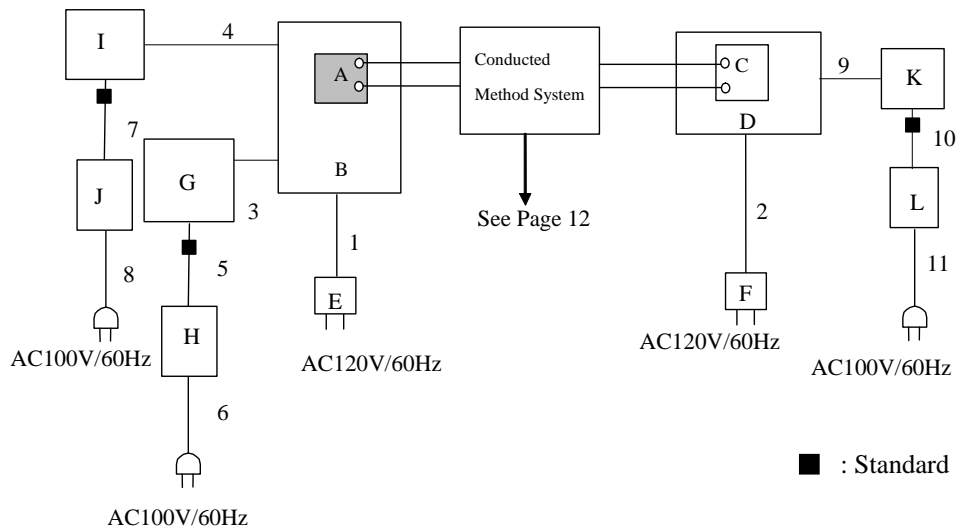 I
4
A
Conducted
Method System
C
9
K
7
D
10
G
B
J
3
See Page 12
2
L
1
8
5
11
E
F
H
AC100V/60Hz
AC120V/60Hz
AC120V/60Hz
AC100V/60Hz
6
: Standard
AC100V/60Hz